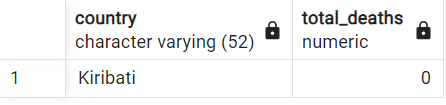 country total_deaths
character varying (52) numeric
1 Kiribati 0